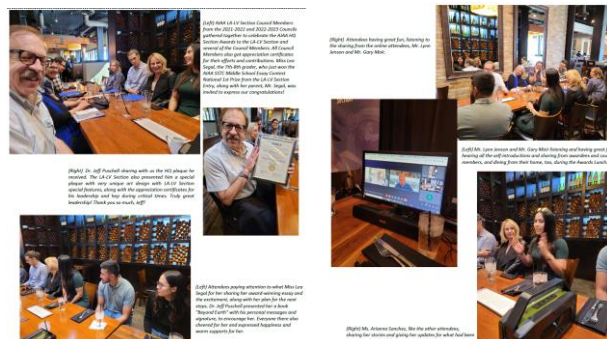 (Left) AIAA LA-LV Section Council Members
from the 2021-2022 and 2022-2023 Councils
gathered together to celebrate the AIAA HQ
Section Awards to the LA-LV Section and
several of the Council Members. All Council
Members also got appreciation certificates
for their efforts and contributions. Miss Lea
Segal, the 7th-8th grader, who just won the
AIAA SSTC Middle School Essay Contest
National 1st Prize from the LA-LV Section
Entry, along with her parent, Mr. Segal, was
invited to express our congratulations!
(Right) Dr. Jeff Puschell sharing with us the HQ plaque he
received. The LA-LV Section also presented him a special
plaque with very unique art design with LA-LV Section
special features, along with the appreciation certificates for
his leadership and key during critical times. Truly great
leadership! Thank you so much, Jeff!
(Left) Attendees paying attention to what Miss Lea
Segal for her sharing her award-winning essay and
the excitement, along with her plan for the next
steps. Dr. Jeff Puschell presented her a book
"Beyond Earth" with his personal messages and
signature, to encourage her. Everyone there also
cheered for her and expressed happiness and
warm supports for her.
(Right) Attendees having great fun, listening to
the sharing from the online attendees, Mr. Lynn
Jensen and Mr. Gary Moir.
(Left) Mr. Lynn Jensen and Mr. Gary Moir listening and having great
hearing all the self-introductions and sharing from awardees and
members, and dining from their home, too, during the Awards Lunch
(Right) Ms. Arianna Sanchez, like the other attendees,
sharing her stories and giving her updates for what had been